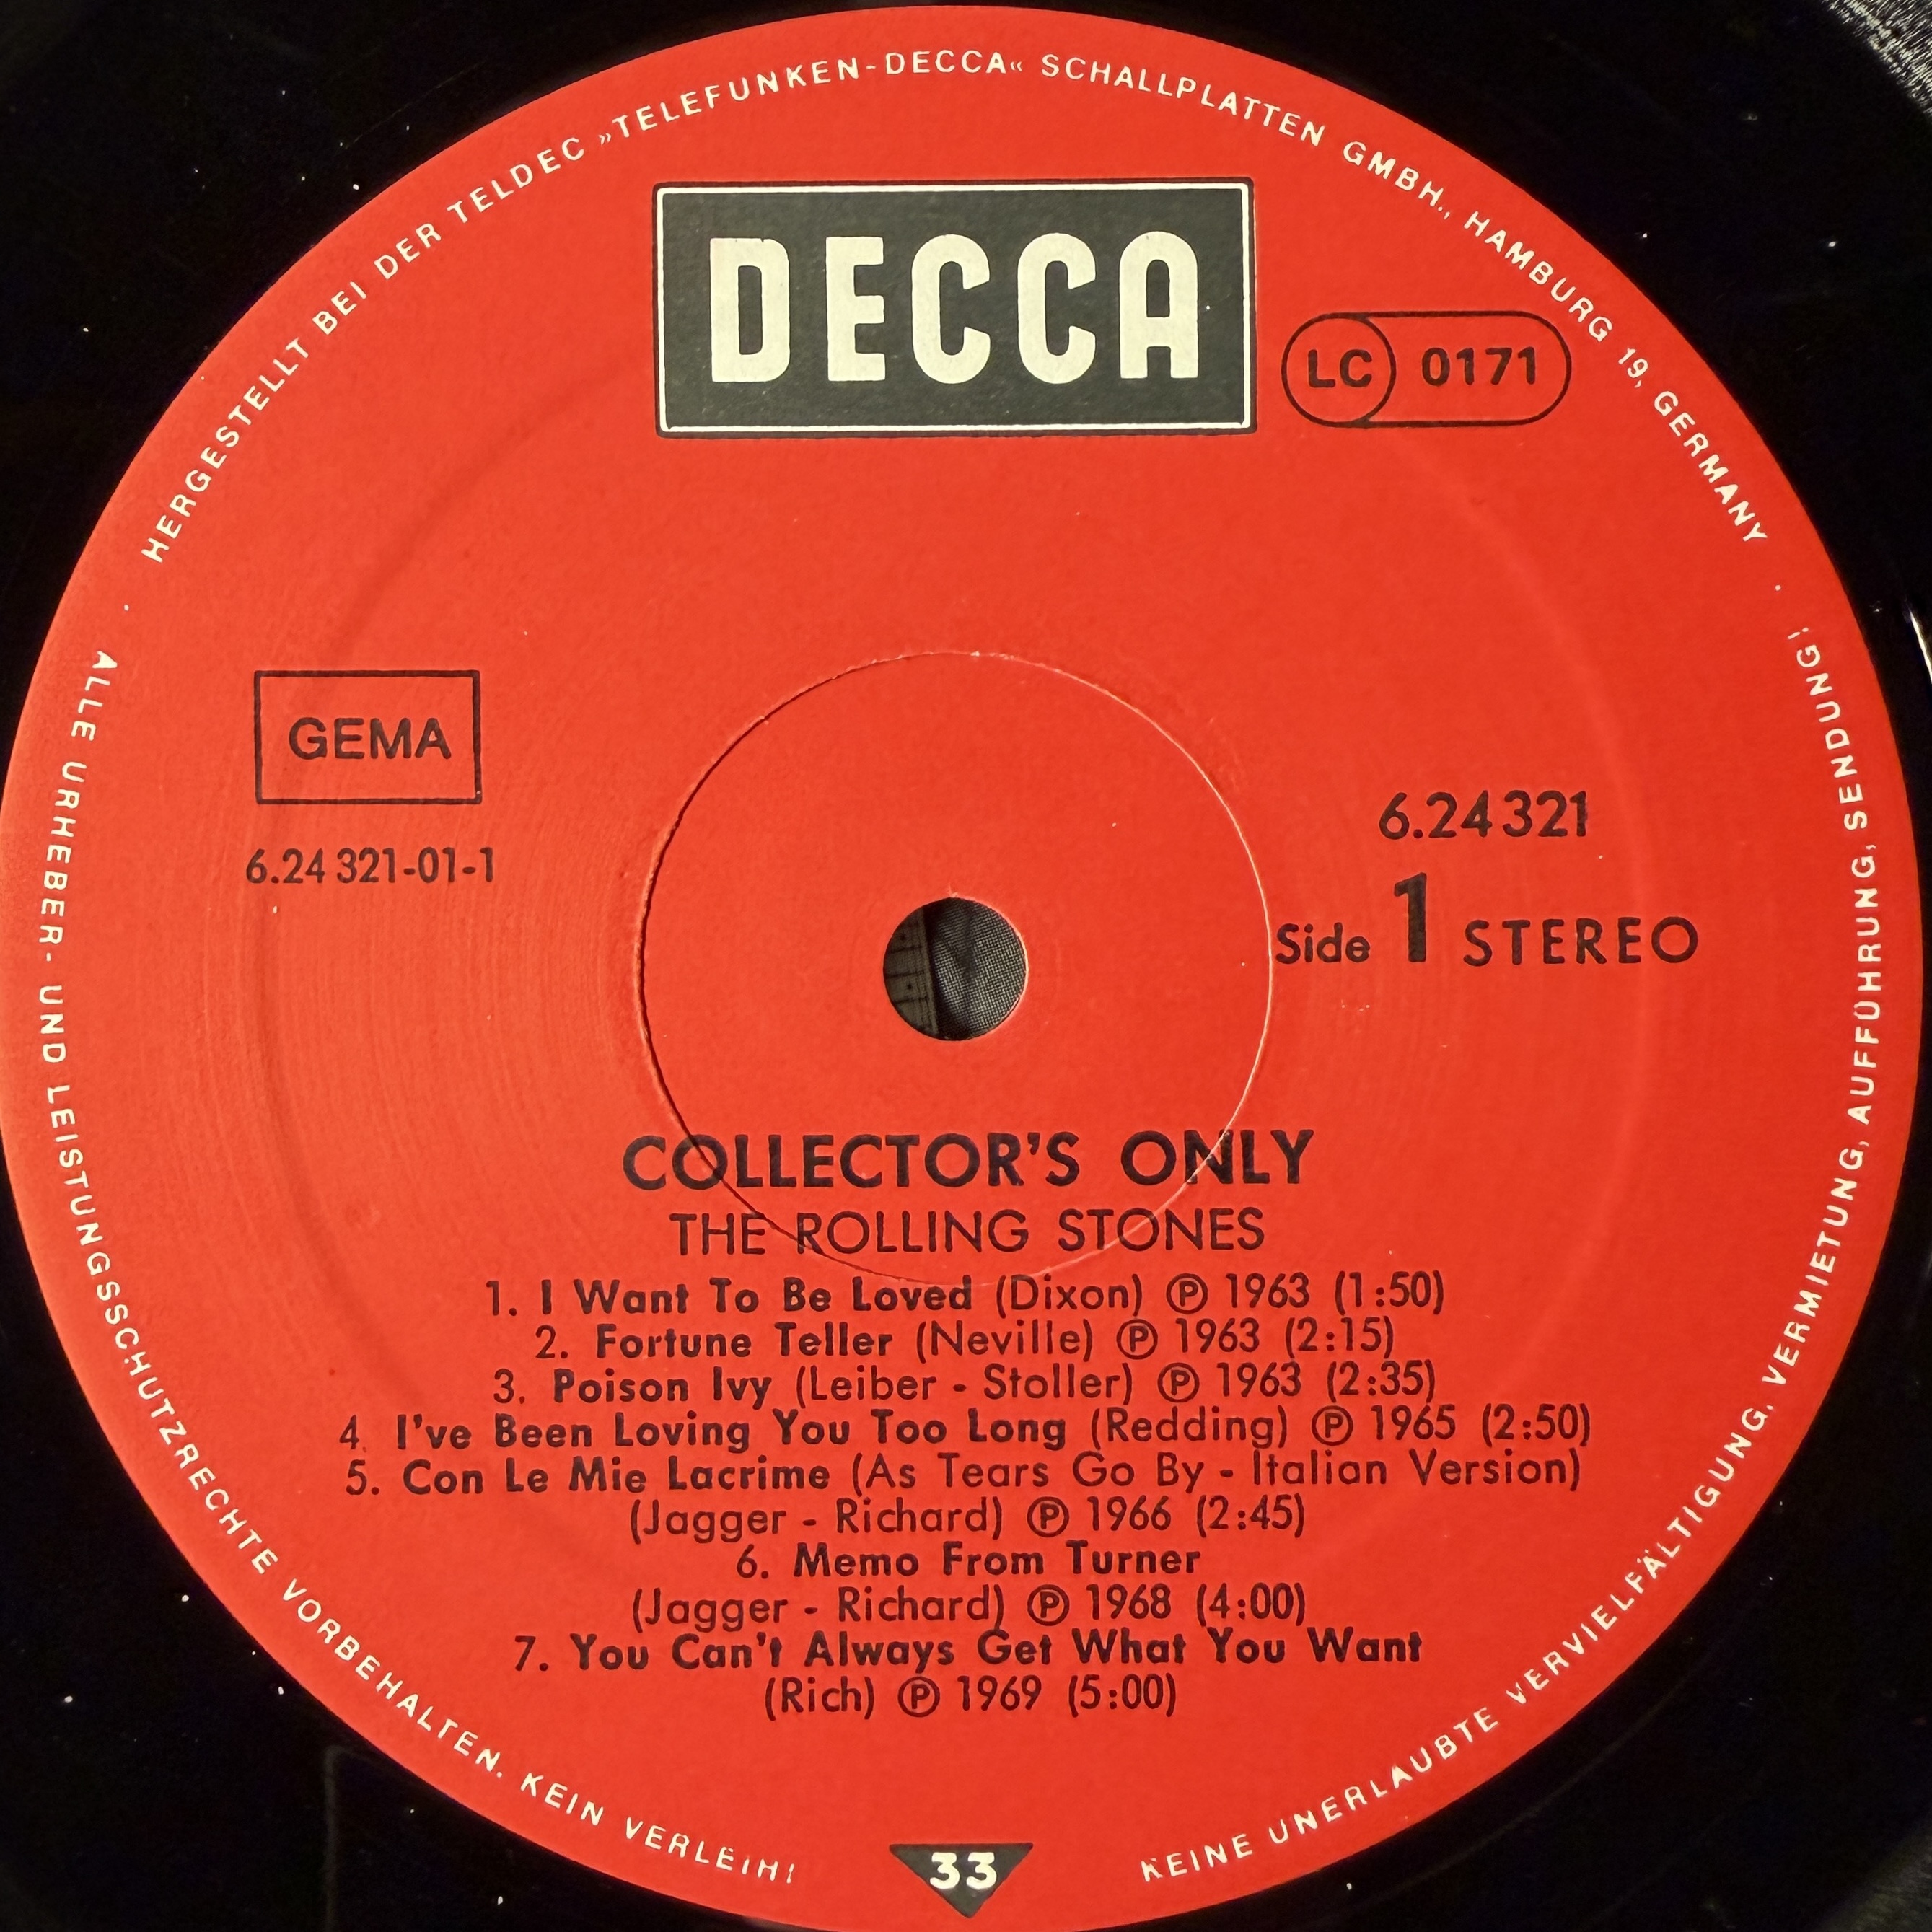 HERGESTELLT BEI DER TELDEC »TELEFUNKEN-DECCA« SCHALLPLATTEN GMBH., HAMBURG 19, GERMANY
DECCA
LC 0171
GEMA
6.24 321-01-1
6.24321
Side 1 STEREO
COLLECTOR'S ONLY
THE ROLLING STONES
1. I Want To Be Loved (Dixon) Ⓟ 1963 (1:50)
2. Fortune Teller (Neville) Ⓟ 1963 (2:15)
3. Poison Ivy (Leiber - Stoller) Ⓟ 1963 (2:35)
4. I've Been Loving You Too Long (Redding) Ⓟ 1965 (2:50)
5. Con Le Mie Lacrime (As Tears Go By - Italian Version)
(Jagger - Richard) Ⓟ 1966 (2:45)
6. Memo From Turner
(Jagger - Richard) Ⓟ 1968 (4:00)
7. You Can't Always Get What You Want
(Rich) Ⓟ 1969 (5:00)
33
ALLE URHEBER- UND LEISTUNGSSCHUTZRECHTE VORBEHALTEN. KEIN VERLEIH!
KEINE UNERLAUBTE VERVIELFÄLTIGUNG, VERMIETUNG, AUFFÜHRUNG, SENDUNG!